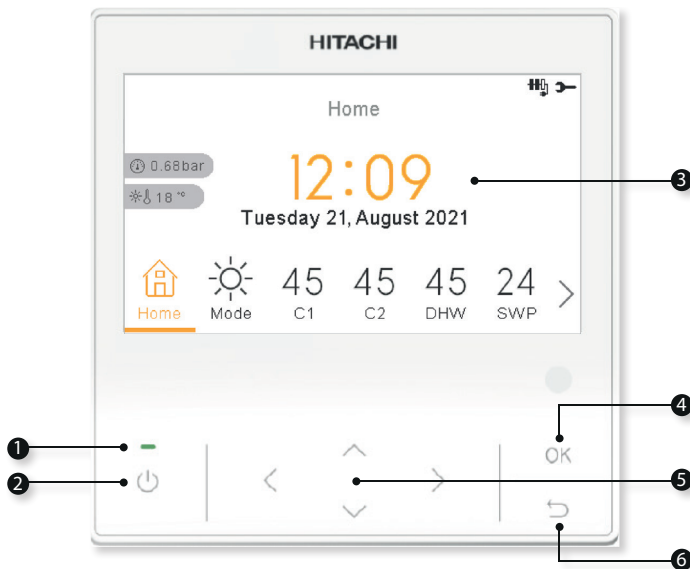 HITACHI
Home
0.68bar
18 °C
12:09
Tuesday 21, August 2021
45 45 45 24
Home Mode C1 C2 DHW SWP
1
2
3
4
OK
5
6